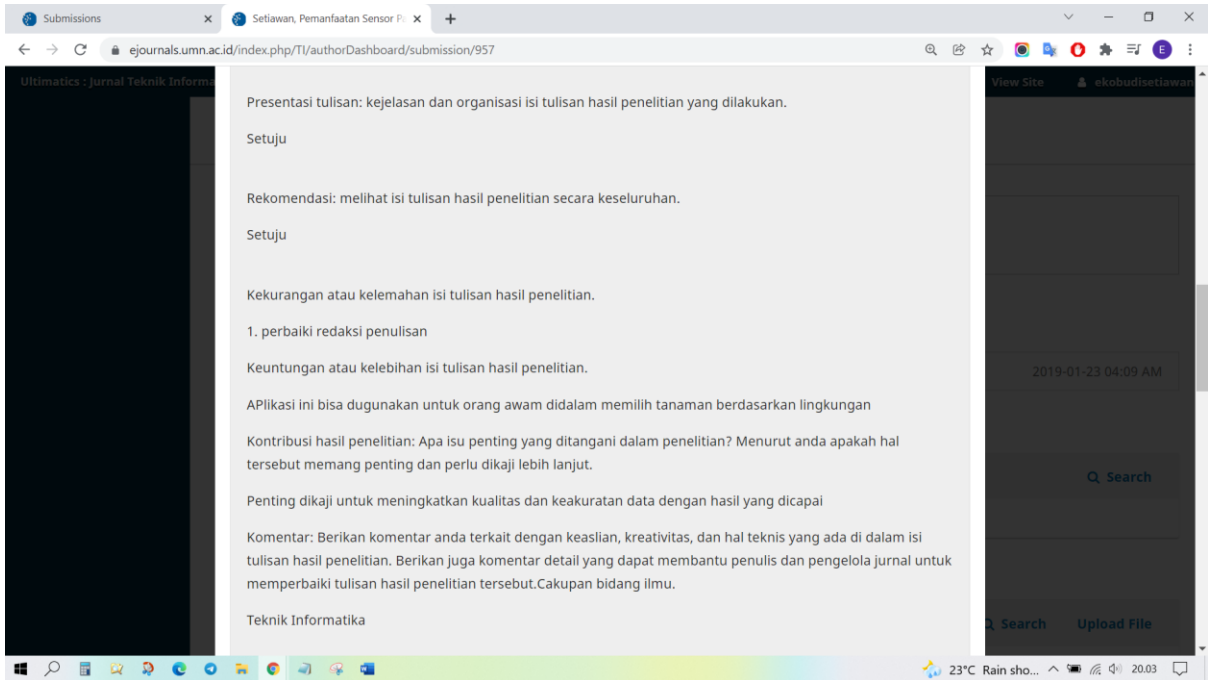 Submissions
Setiawan, Pemanfaatan Sensor Pa
ejournals.umn.ac.id/index.php/TI/authorDashboard/submission/957
E
Ultimatics : Jurnal Teknik Informa
View Site
ekobudisetiawan
Presentasi tulisan: kejelasan dan organisasi isi tulisan hasil penelitian yang dilakukan.
Setuju
Rekomendasi: melihat isi tulisan hasil penelitian secara keseluruhan.
Setuju
Kekurangan atau kelemahan isi tulisan hasil penelitian.
1. perbaiki redaksi penulisan
Keuntungan atau kelebihan isi tulisan hasil penelitian.
2019-01-23 04:09 AM
APlikasi ini bisa dugunakan untuk orang awam didalam memilih tanaman berdasarkan lingkungan
Kontribusi hasil penelitian: Apa isu penting yang ditangani dalam penelitian? Menurut anda apakah hal
tersebut memang penting dan perlu dikaji lebih lanjut.
Search
Penting dikaji untuk meningkatkan kualitas dan keakuratan data dengan hasil yang dicapai
Komentar: Berikan komentar anda terkait dengan keaslian, kreativitas, dan hal teknis yang ada di dalam isi
tulisan hasil penelitian. Berikan juga komentar detail yang dapat membantu penulis dan pengelola jurnal untuk
memperbaiki tulisan hasil penelitian tersebut.Cakupan bidang ilmu.
Teknik Informatika
Search
Upload File
23°C Rain sho...
20.03